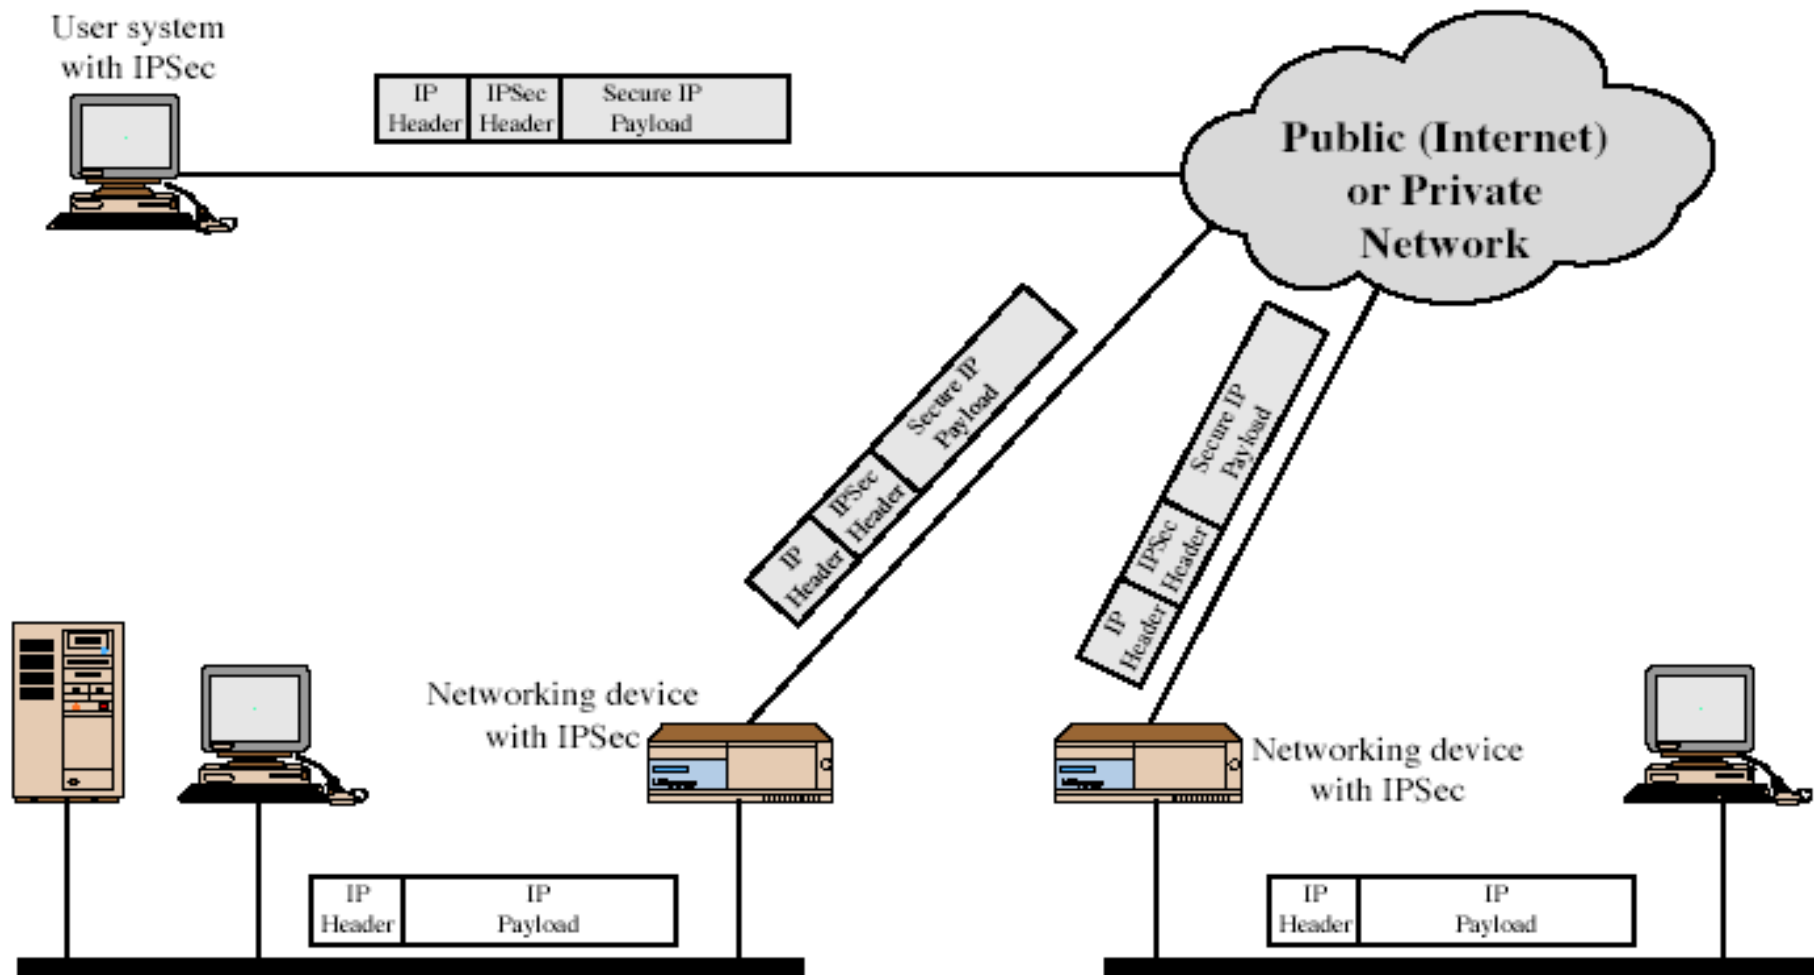 User system
with IPSec
IP
Header
IPSec
Header
Secure IP
Payload
Public (Internet)
or Private
Network
IP
Header
IPSec
Header
Secure IP
Payload
IP
Header
IPSec
Header
Secure IP
Payload
Networking device
with IPSec
Networking device
with IPSec
IP
Header
IP
Payload
IP
Header
IP
Payload